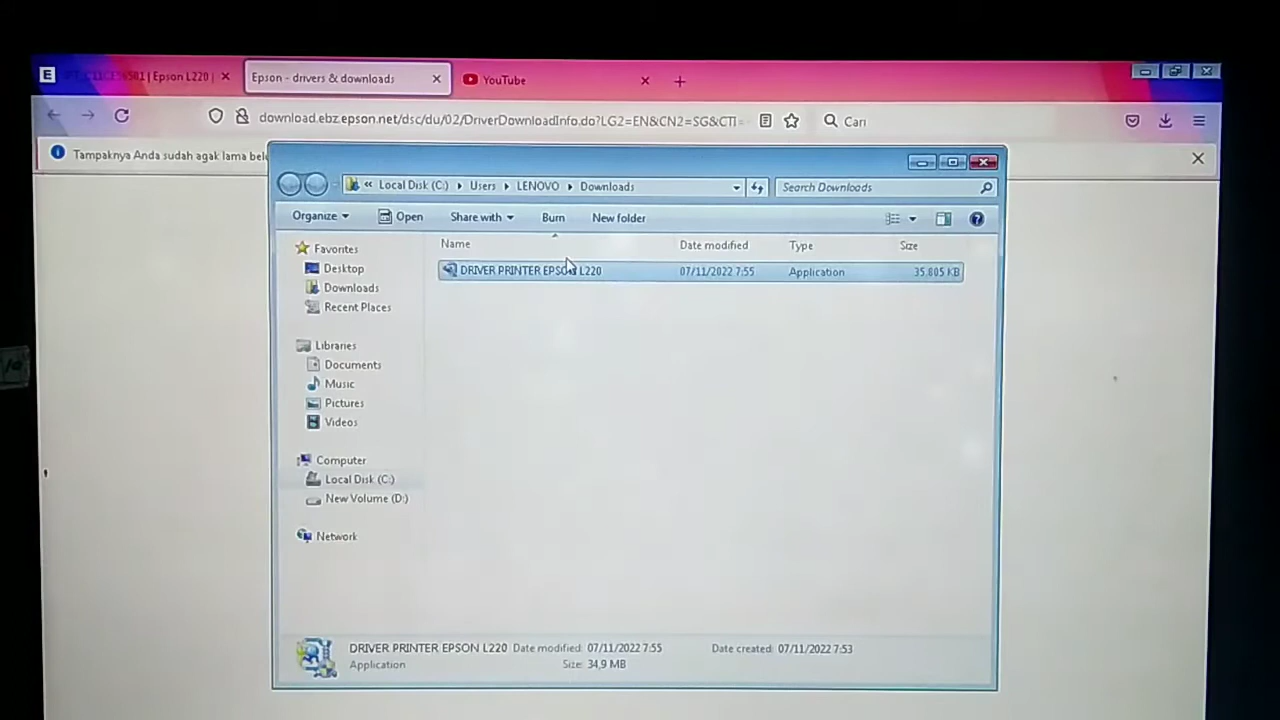 E
501 | Epson L220 |
Epson - drivers & downloads
YouTube
download.ebz.epson.net/dsc/du/02/DriverDownloadInfo.do?LG2=EN&CN2=SG&CTI=
Cari
Tampaknya Anda sudah agak lama
Local Disk (C:)
Users
LENOVO
Downloads
Search Downloads
Organize
Open
Share with
Burn
New folder
Name
Date modified
Type
Size
DRIVER PRINTER EPSON L220
07/11/2022 7:55
Application
35.805 KB
Favorites
Desktop
Downloads
Recent Places
Libraries
Documents
Music
Pictures
Videos
Computer
Local Disk (C:)
New Volume (D:)
Network
DRIVER PRINTER EPSON L220 Date modified: 07/11/2022 7:55 Date created: 07/11/2022 7:53
Application Size: 34,9 MB